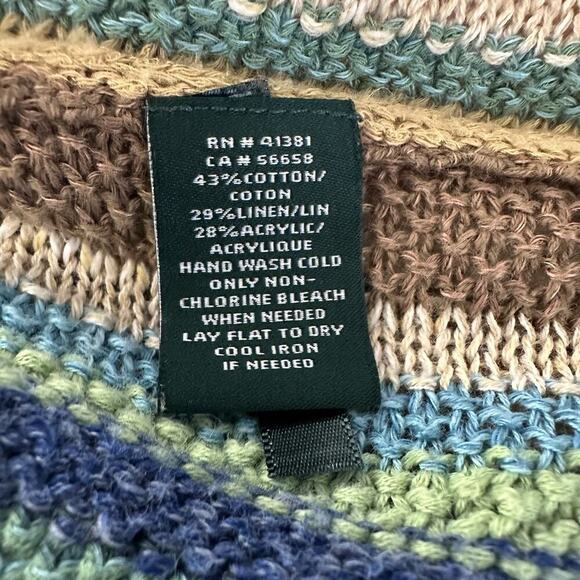 RN # 41381
CA # 56658
43%COTTON/
COTON
29%LINEN/LIN
28%ACRYLIC/
ACRYLIQUE
HAND WASH COLD
ONLY NON-
CHLORINE BLEACH
WHEN NEEDED
LAY FLAT TO DRY
COOL IRON
IF NEEDED